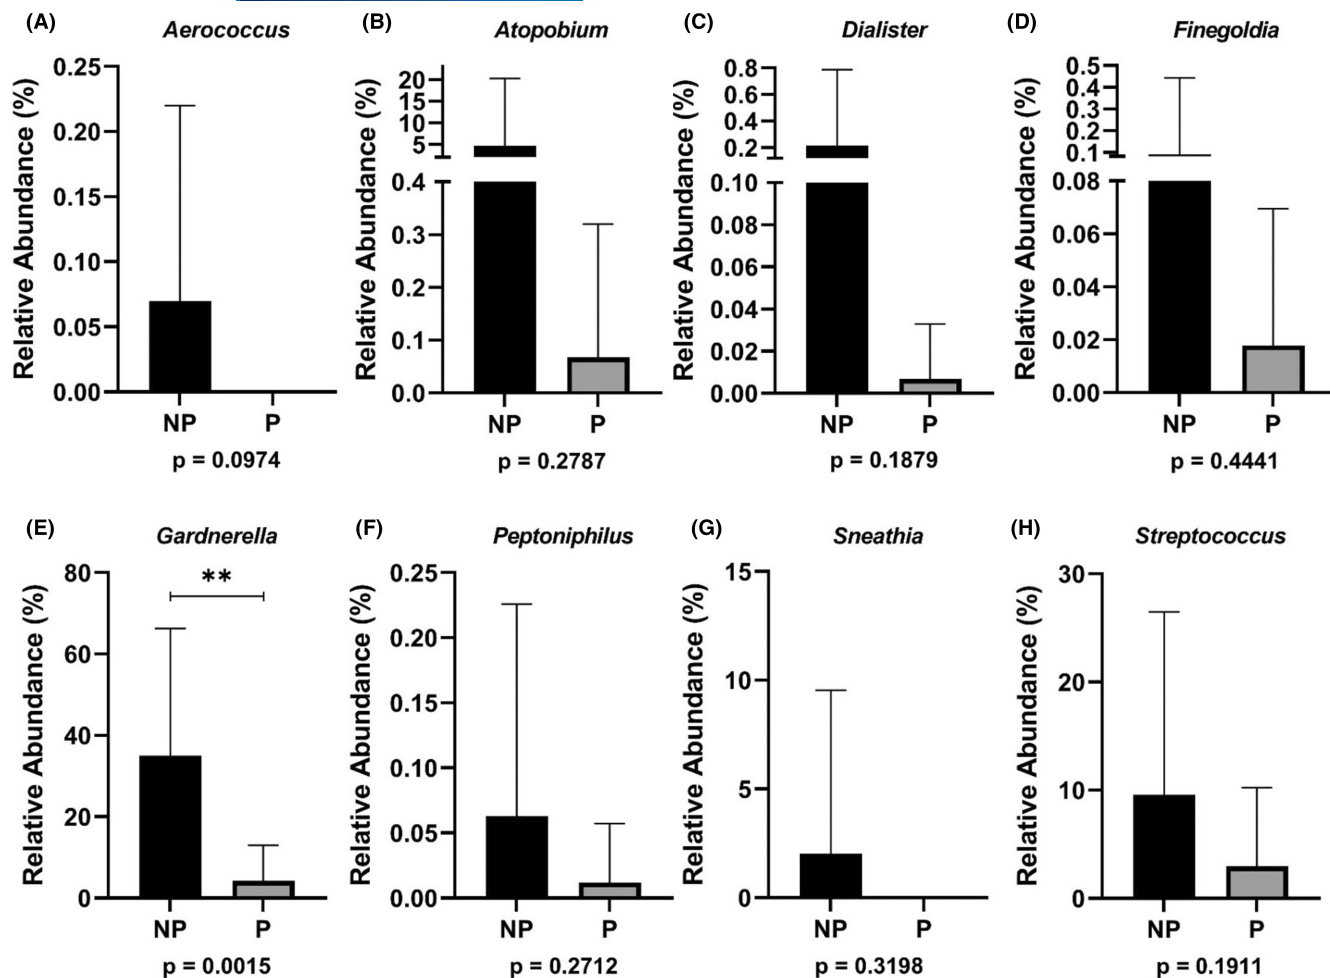 (A) Aerococcus
Relative Abundance (%)
0.25
0.20
0.15
0.10
0.05
0.00
NP P
p = 0.0974
(B) Atopobium
Relative Abundance (%)
20
15
10
5
0.4
0.3
0.2
0.1
0.0
NP P
p = 0.2787
(C) Dialister
Relative Abundance (%)
0.8
0.6
0.4
0.2
0.10
0.08
0.06
0.04
0.02
0.00
NP P
p = 0.1879
(D) Finegoldia
Relative Abundance (%)
0.5
0.4
0.3
0.2
0.1
0.08
0.06
0.04
0.02
0.00
NP P
p = 0.4441
(E) Gardnerella
Relative Abundance (%)
80
60
40
20
0
**
NP P
p = 0.0015
(F) Peptoniphilus
Relative Abundance (%)
0.25
0.20
0.15
0.10
0.05
0.00
NP P
p = 0.2712
(G) Sneathia
Relative Abundance (%)
15
10
5
0
NP P
p = 0.3198
(H) Streptococcus
Relative Abundance (%)
30
20
10
0
NP P
p = 0.1911